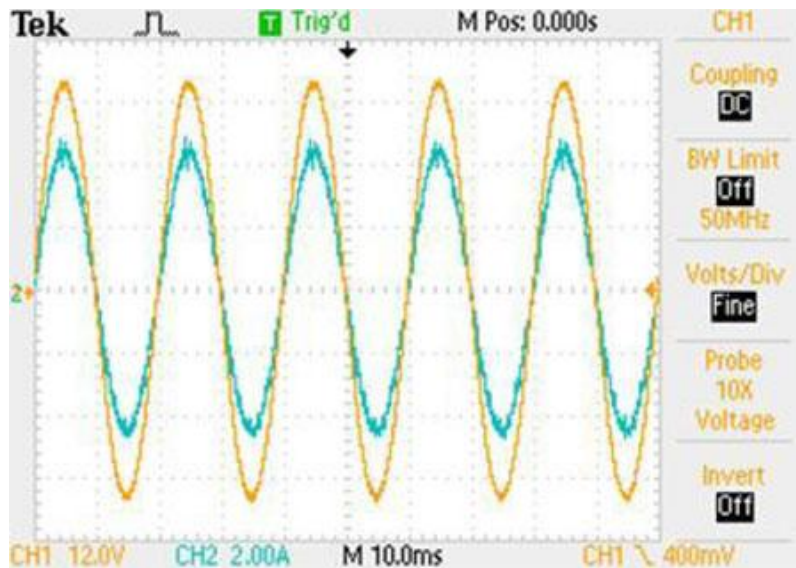 Tek T Trig'd M Pos: 0.000s CH1
Coupling
DC
BW Limit
Off
50MHz
Volts/Div
Fine
Probe
10X
Voltage
Invert
Off
2
CH1 12.0V CH2 2.00A M 10.0ms CH1 400mV